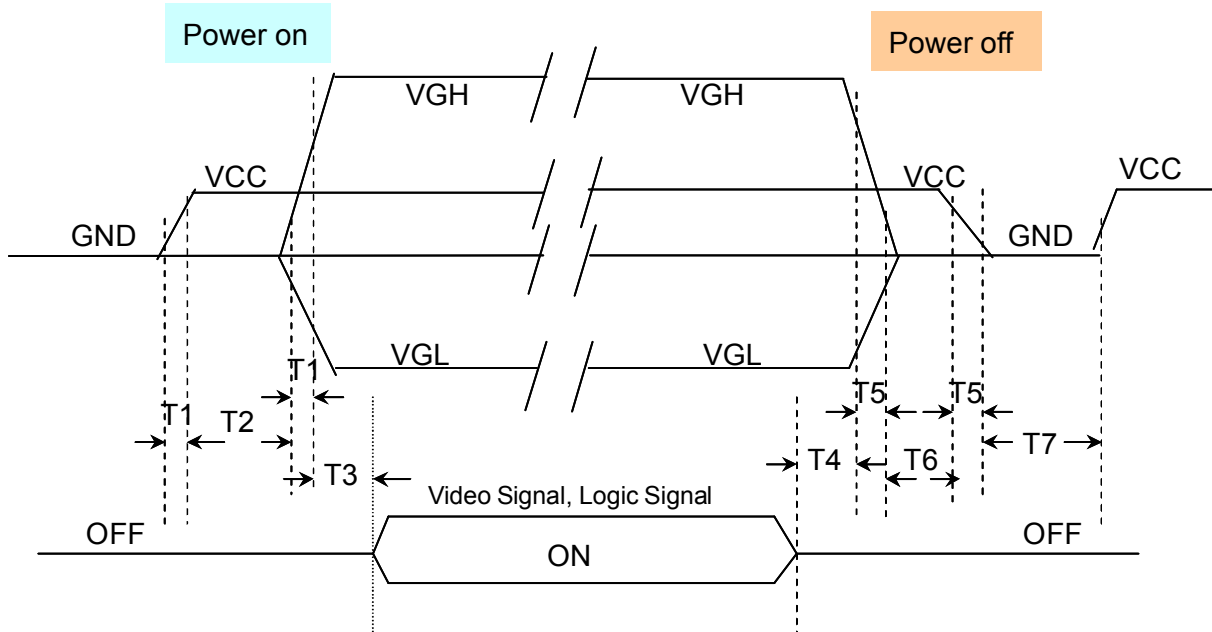 Power on
Power off
VGH
VGH
VCC
VCC
VCC
GND
GND
VGL
VGL
T1
T5
T5
T1
T2
T7
T3
T4
T6
Video Signal, Logic Signal
OFF
ON
OFF